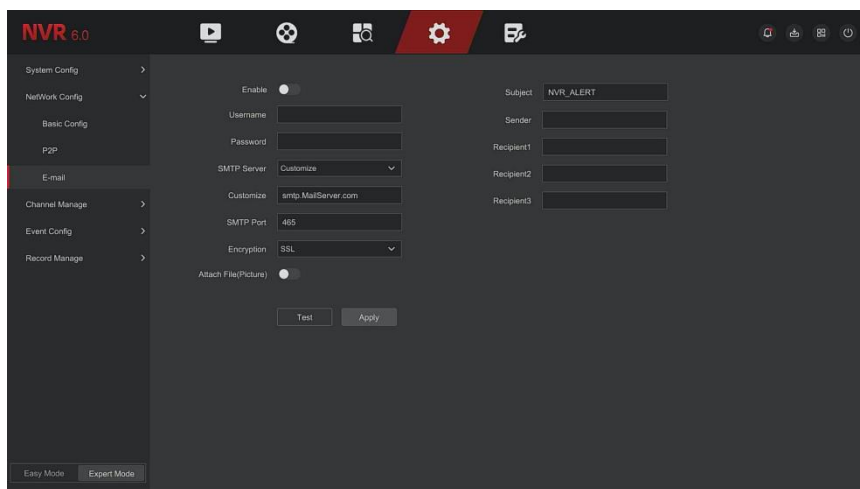 NVR 6.0
System Config
NetWork Config
Basic Config
P2P
E-mail
Channel Manage
Event Config
Record Manage
Easy Mode Expert Mode
Enable
Username
Password
SMTP Server Customize
Customize smtp.MailServer.com
SMTP Port 465
Encryption SSL
Attach File(Picture)
Test Apply
Subject NVR_ALERT
Sender
Recipient1
Recipient2
Recipient3